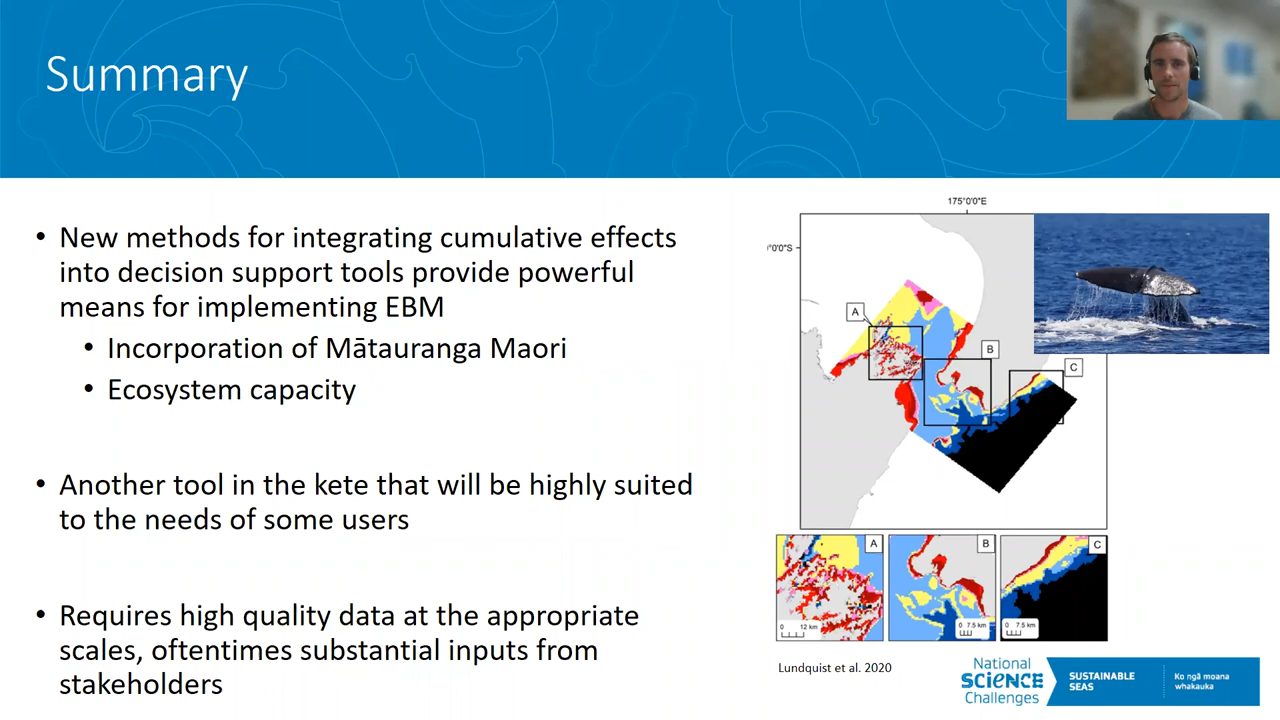 Summary
• New methods for integrating cumulative effects
into decision support tools provide powerful
means for implementing EBM
• Incorporation of Mātauranga Maori
• Ecosystem capacity
• Another tool in the kete that will be highly suited
to the needs of some users
• Requires high quality data at the appropriate
scales, oftentimes substantial inputs from
stakeholders
175°0'0"E
°0'0"S
A
B
C
A
B
C
0 12 km
0 7.5 km
0 7.5 km
Lundquist et al. 2020
National
SCiENCE
Challenges
SUSTAINABLE
SEAS
Ko ngā moana
whakauka